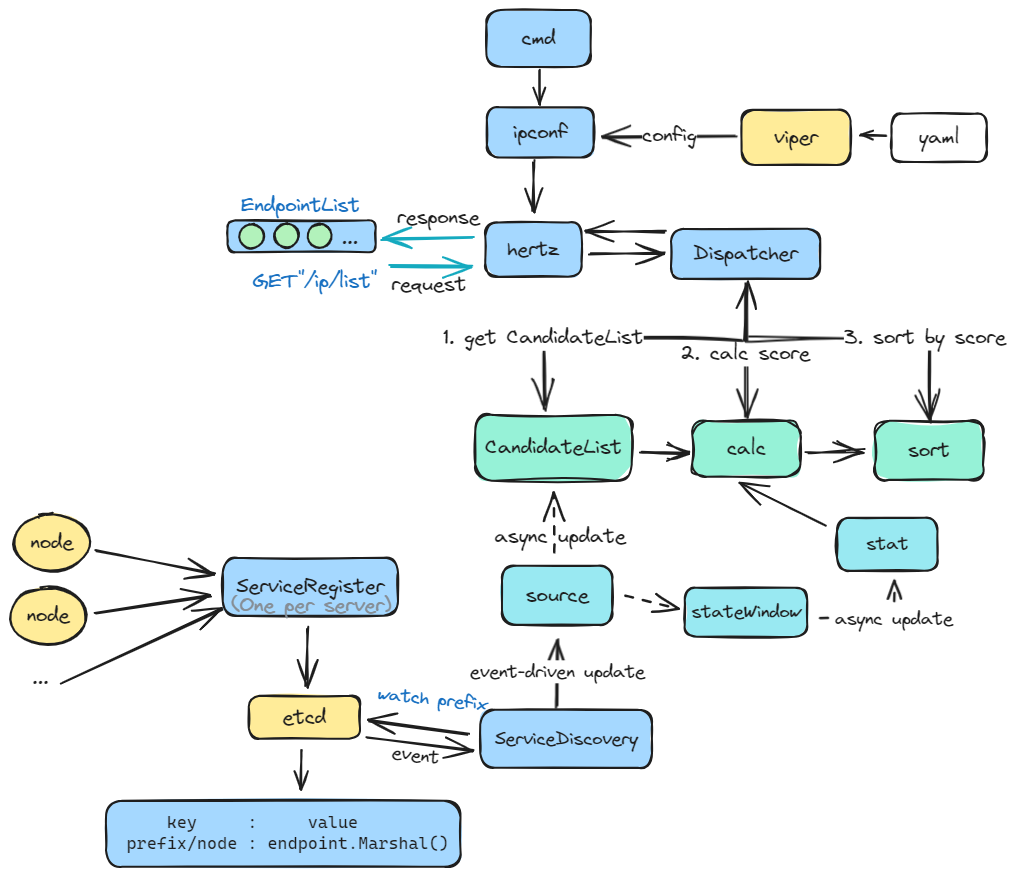 cmd
ipconf
config
viper
yaml
EndpointList
...
response
hertz
Dispatcher
GET"/ip/list"
request
1. get CandidateList
2. calc score
3. sort by score
CandidateList
calc
sort
async update
stat
node
node
...
ServiceRegister
(One per server)
source
stateWindow
async update
event-driven update
watch prefix
etcd
event
ServiceDiscovery
key : value
prefix/node : endpoint.Marshal()